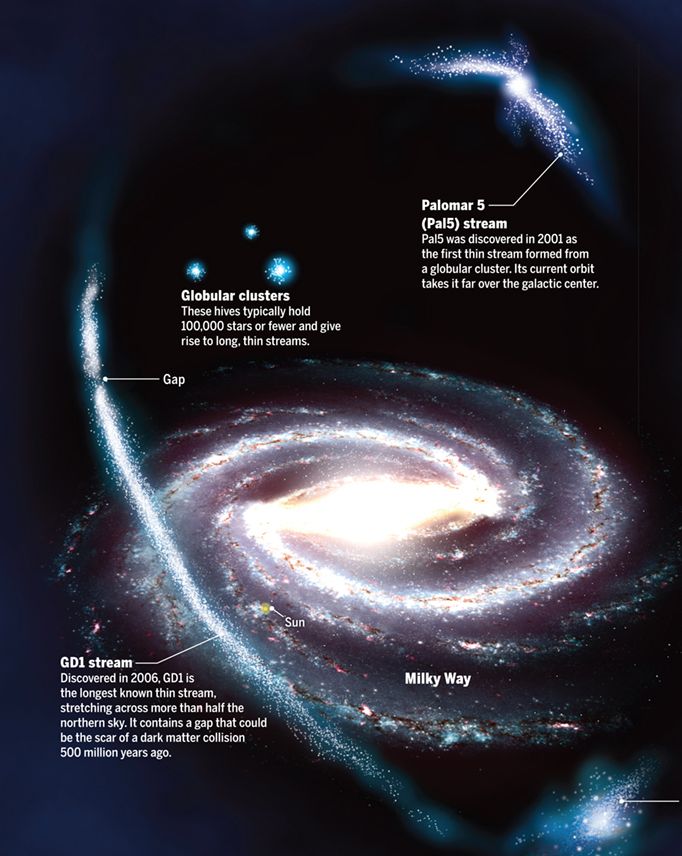 Palomar 5
(Pal5) stream
Pal5 was discovered in 2001 as
the first thin stream formed from
a globular cluster. Its current orbit
takes it far over the galactic center.
Globular clusters
These hives typically hold
100,000 stars or fewer and give
rise to long, thin streams.
Gap
Sun
GD1 stream
Discovered in 2006, GD1 is
the longest known thin stream,
stretching across more than half the
northern sky. It contains a gap that could
be the scar of a dark matter collision
500 million years ago.
Milky Way